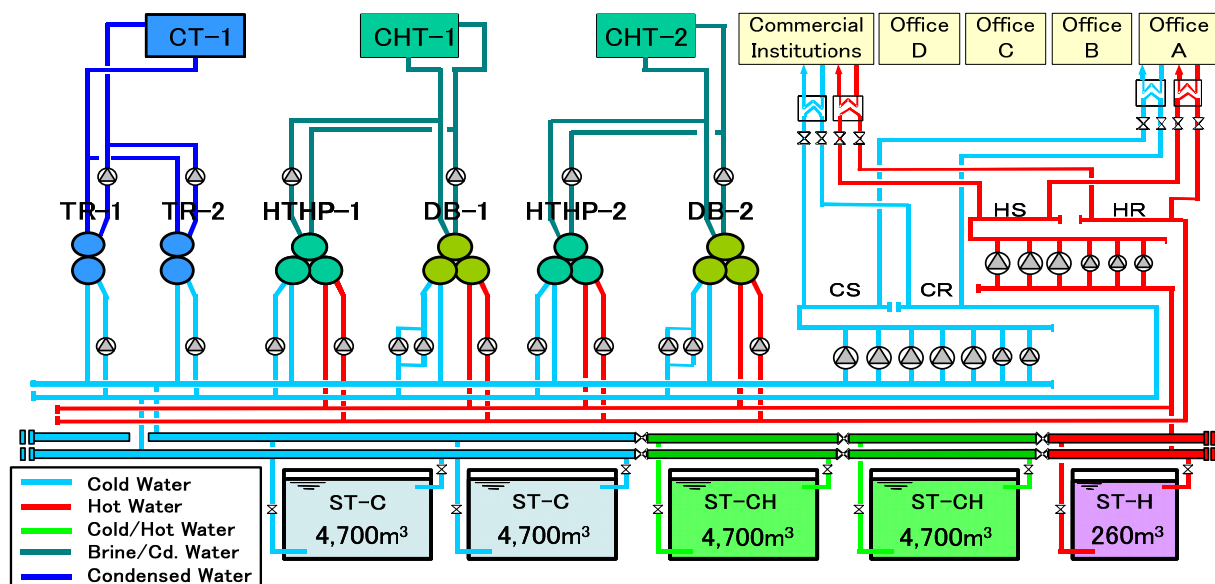 CT-1
CHT-1
CHT-2
Commercial
Institutions
Office
D
Office
C
Office
B
Office
A
TR-1
TR-2
HTHP-1
DB-1
HTHP-2
DB-2
HS
HR
CS
CR
Cold Water
Hot Water
Cold/Hot Water
Brine/Cd. Water
Condensed Water
ST-C
4,700m³
ST-C
4,700m³
ST-CH
4,700m³
ST-CH
4,700m³
ST-H
260m³